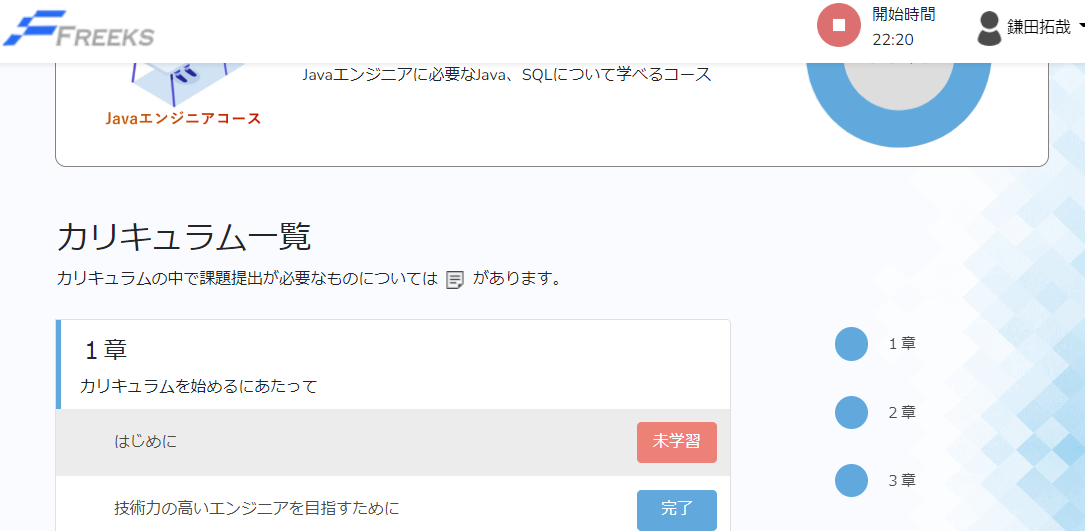 FREEKS
開始時間
22:20
鎌田拓哉
Javaエンジニアに必要なJava、SQLについて学べるコース
Javaエンジニアコース
カリキュラム一覧
カリキュラムの中で課題提出が必要なものについては があります。
1章
カリキュラムを始めるにあたって
はじめに
未学習
技術力の高いエンジニアを目指すために
完了
1章
2章
3章